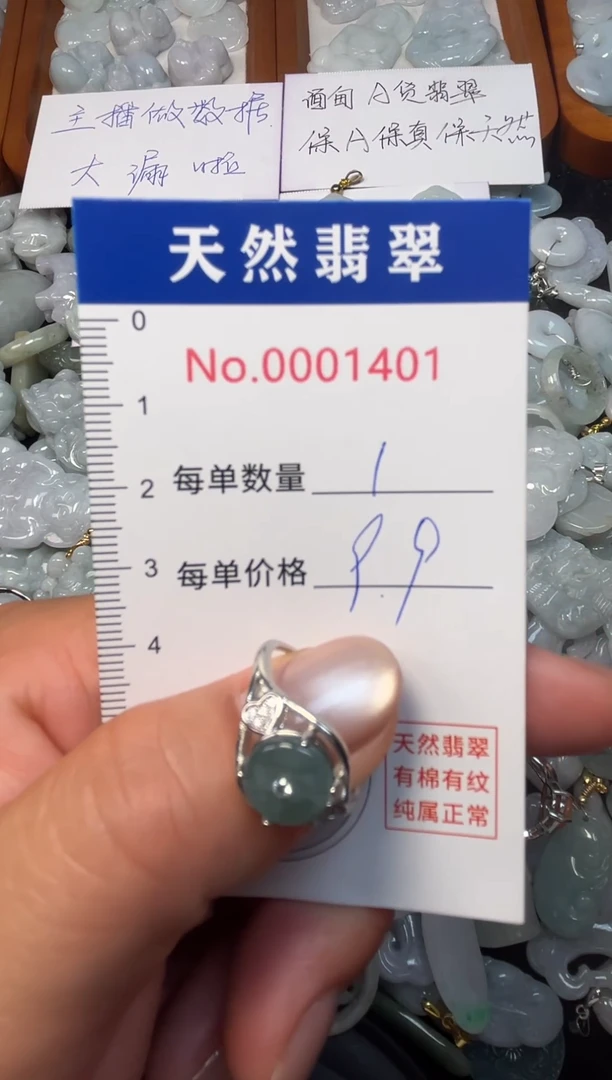 主播做数据
大漏啦
缅甸A货翡翠
保A保真保天然
天然翡翠
No.0001401
0
1
每单数量 1
2
每单价格 9.9
3
4
天然翡翠
有棉有纹
纯属正常